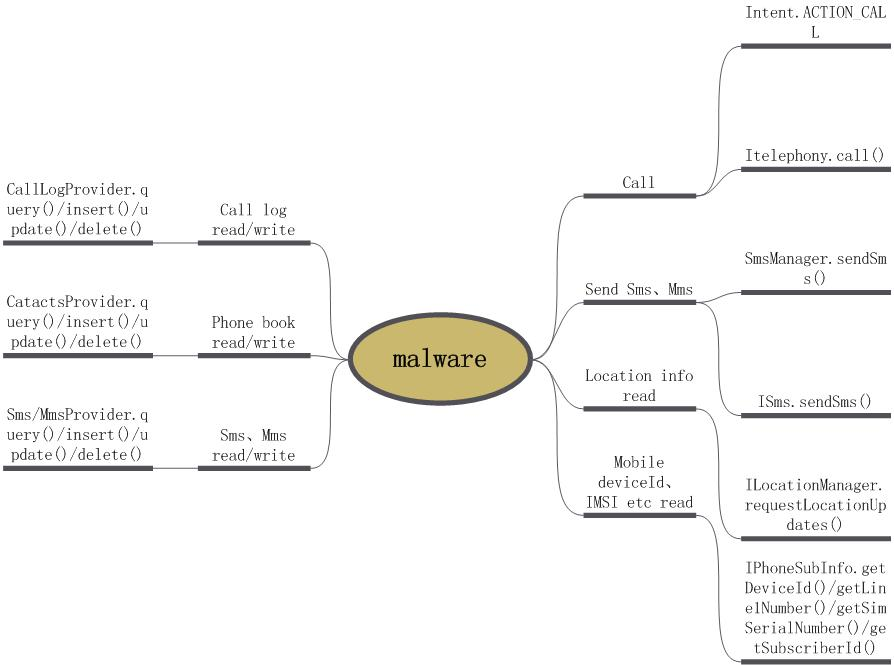 Intent.ACTION_CAL
L
Itelephony.call()
Call
CallLogProvider.q
uery()/insert()/u
pdate()/delete()
Call log
read/write
SmsManager.sendSm
s()
Send Sms、Mms
CatactsProvider.q
uery()/insert()/u
pdate()/delete()
Phone book
read/write
malware
Location info
read
ISms.sendSms()
Sms/MmsProvider.q
uery()/insert()/u
pdate()/delete()
Sms、Mms
read/write
Mobile
deviceId、
IMSI etc read
ILocationManager.
requestLocationUp
dates()
IPhoneSubInfo.get
DeviceId()/getLin
e1Number()/getSim
SerialNumber()/ge
tSubscriberId()